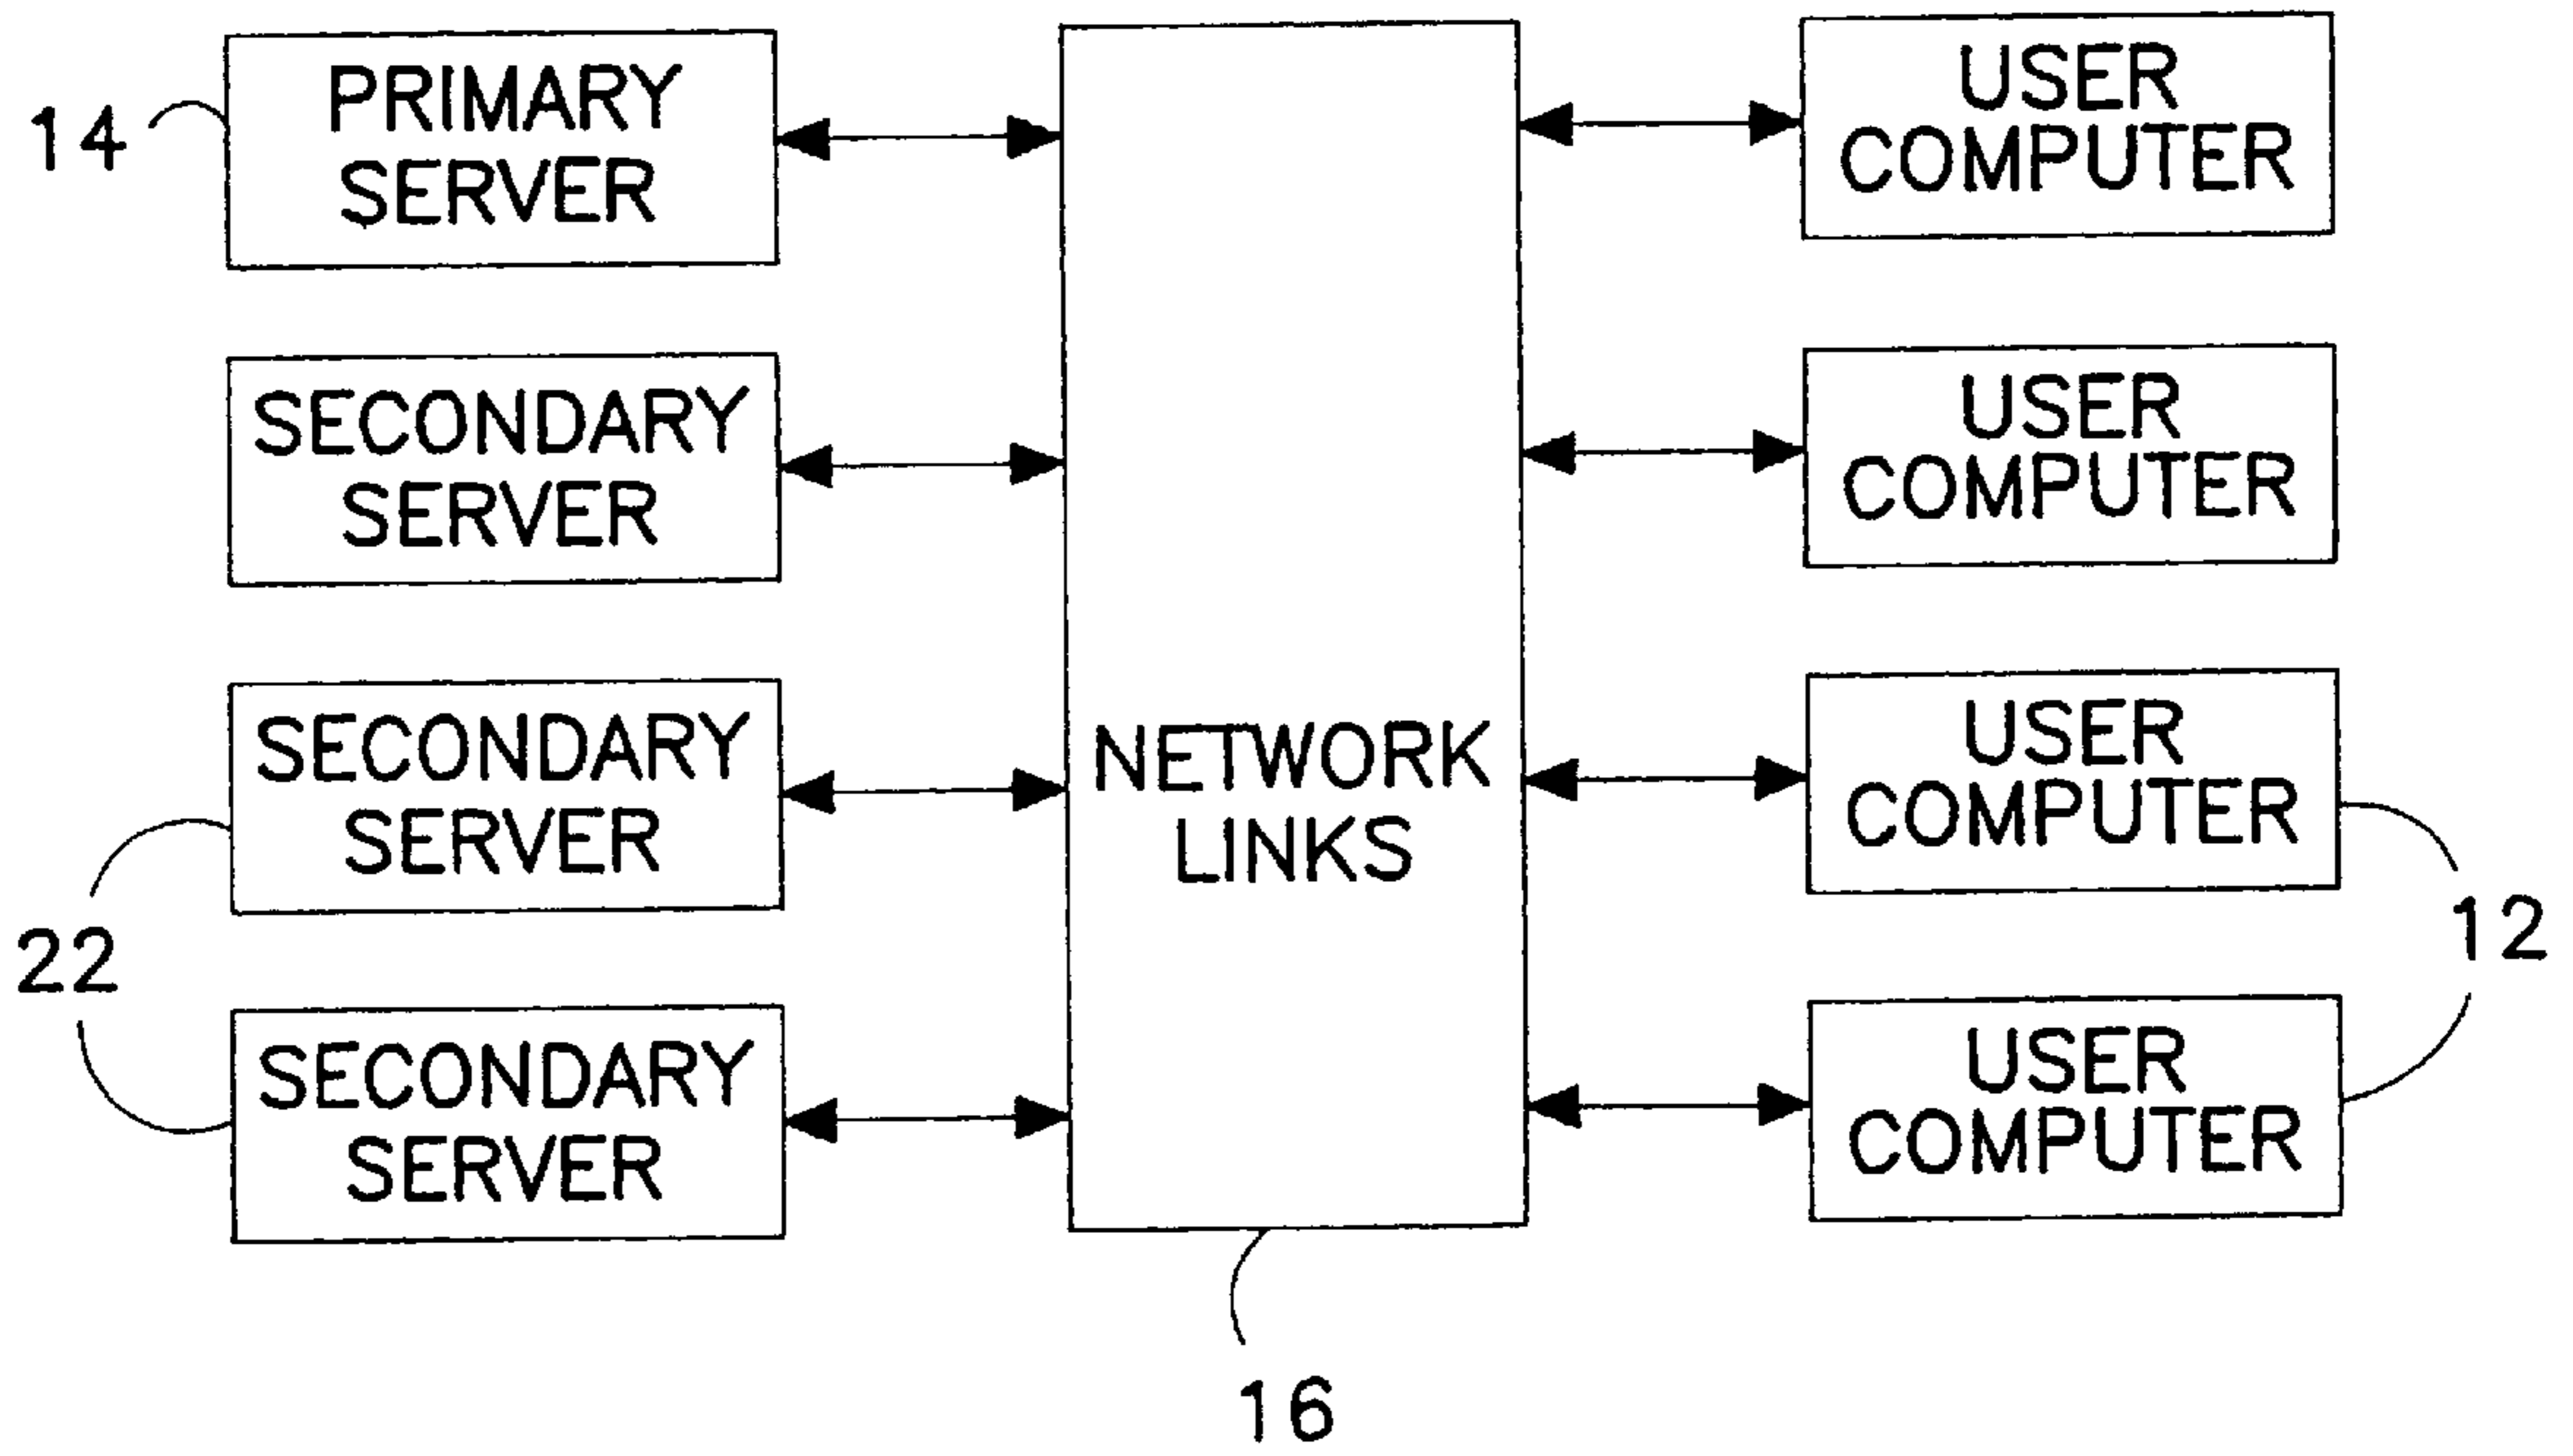 14
PRIMARY
SERVER
SECONDARY
SERVER
SECONDARY
SERVER
22
SECONDARY
SERVER
NETWORK
LINKS
16
USER
COMPUTER
USER
COMPUTER
USER
COMPUTER
12
USER
COMPUTER